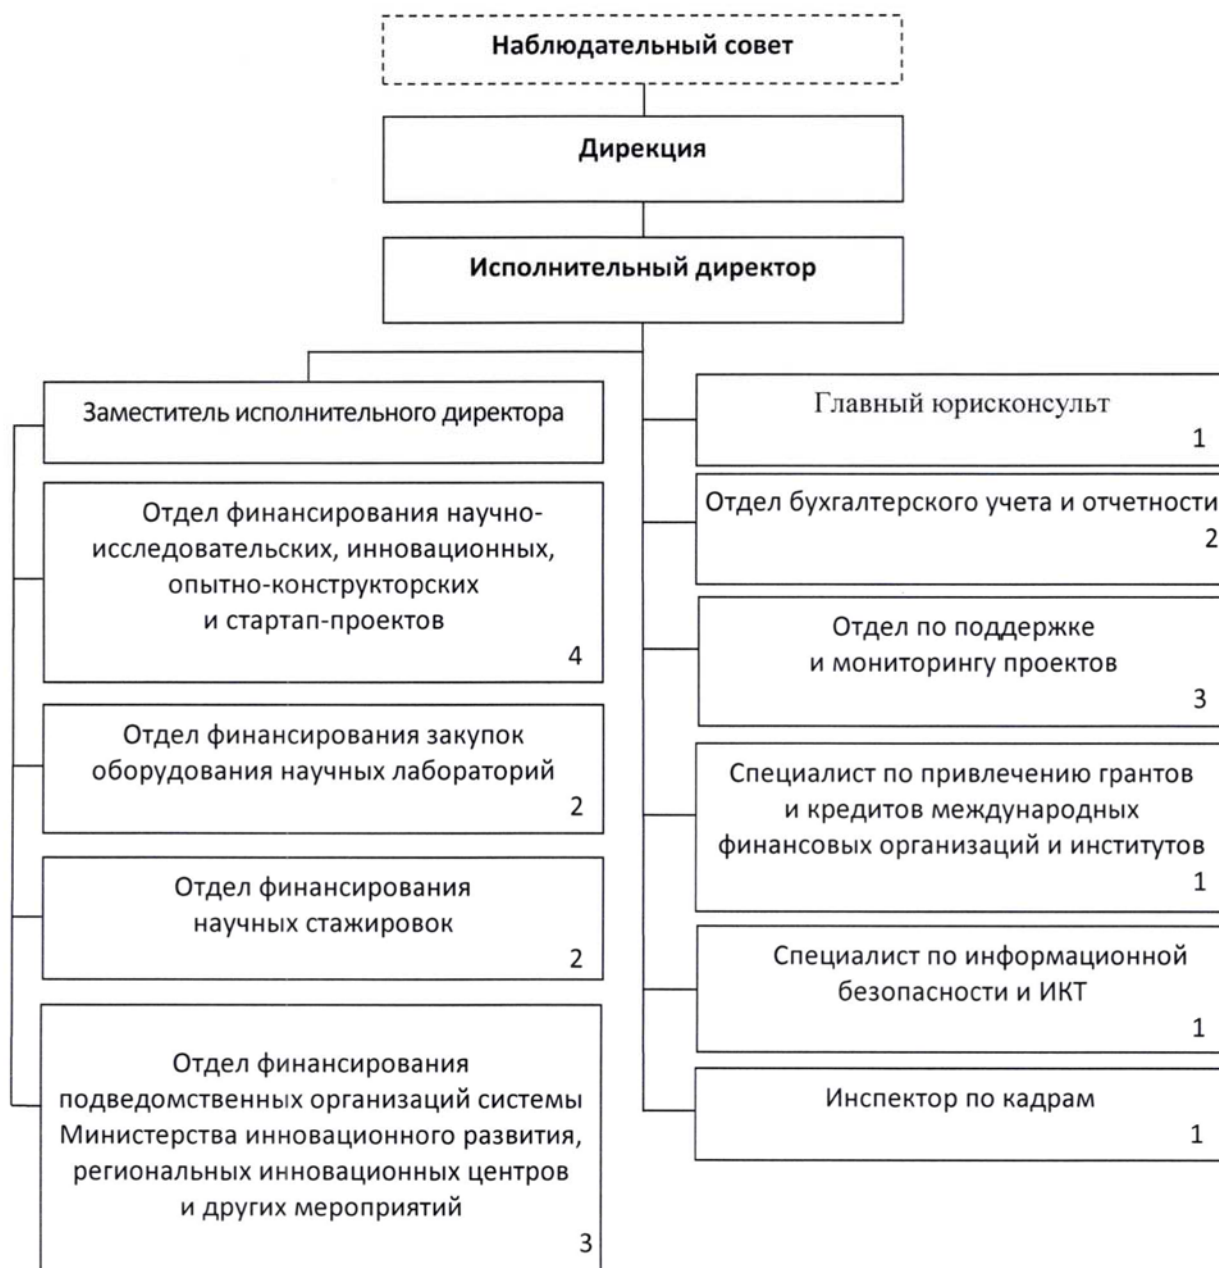 Наблюдательный совет
Дирекция
Исполнительный директор
Заместитель исполнительного директора
Отдел финансирования научно-
исследовательских, инновационных,
опытно-конструкторских
и стартап-проектов
4
Отдел финансирования закупок
оборудования научных лабораторий
2
Отдел финансирования
научных стажировок
2
Отдел финансирования
подведомственных организаций системы
Министерства инновационного развития,
региональных инновационных центров
и других мероприятий
3
Главный юрисконсульт
1
Отдел бухгалтерского учета и отчетности
2
Отдел по поддержке
и мониторингу проектов
3
Специалист по привлечению грантов
и кредитов международных
финансовых организаций и институтов
1
Специалист по информационной
безопасности и ИКТ
1
Инспектор по кадрам
1